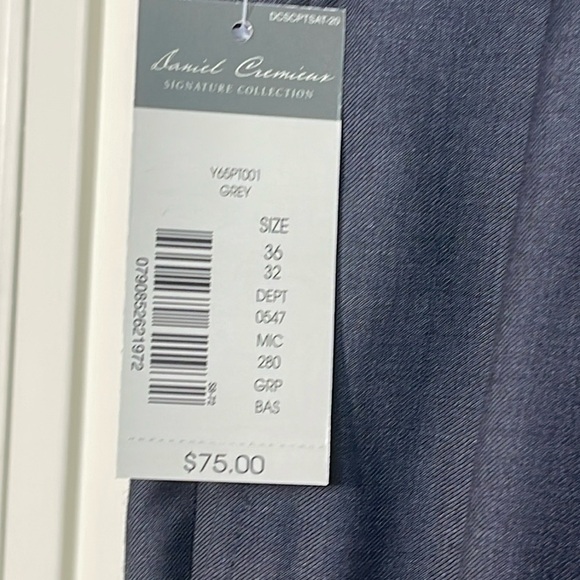 DCSCPTSAT-20
Daniel Cremieux
SIGNATURE COLLECTION
Y65PT001
GREY
SIZE
36
32
DEPT
0547
MIC
280
GRP
BAS
0790852621972
$75.00